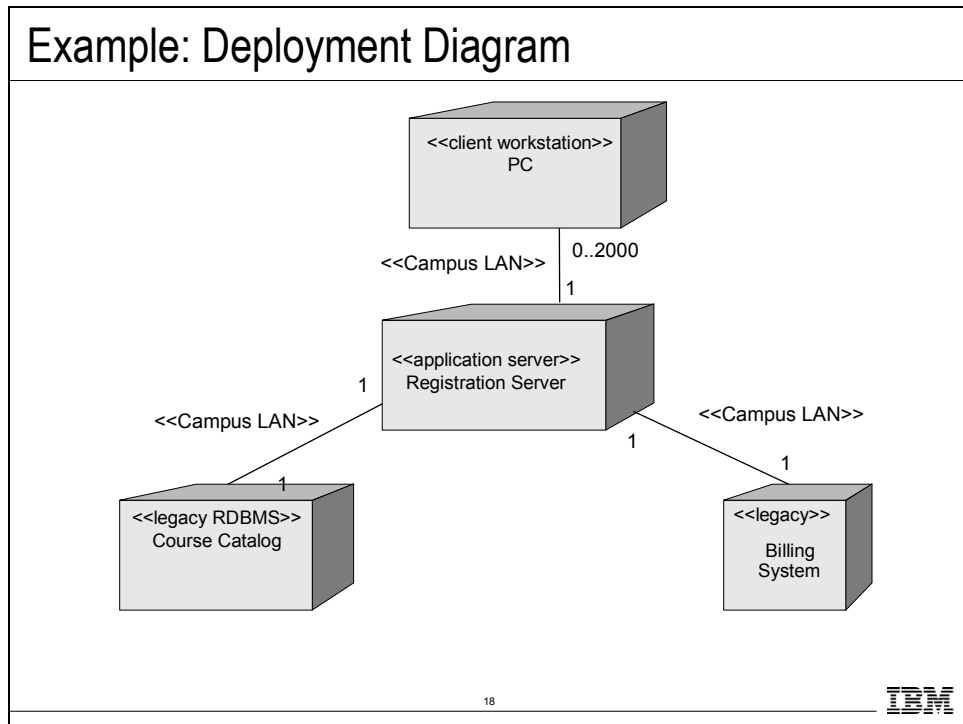 Example: Deployment Diagram
<<client workstation>>
PC
<<Campus LAN>>
0..2000
1
<<application server>>
Registration Server
1
<<Campus LAN>>
<<Campus LAN>>
1
1
1
<<legacy RDBMS>>
Course Catalog
<<legacy>>
Billing
System
18
IBM